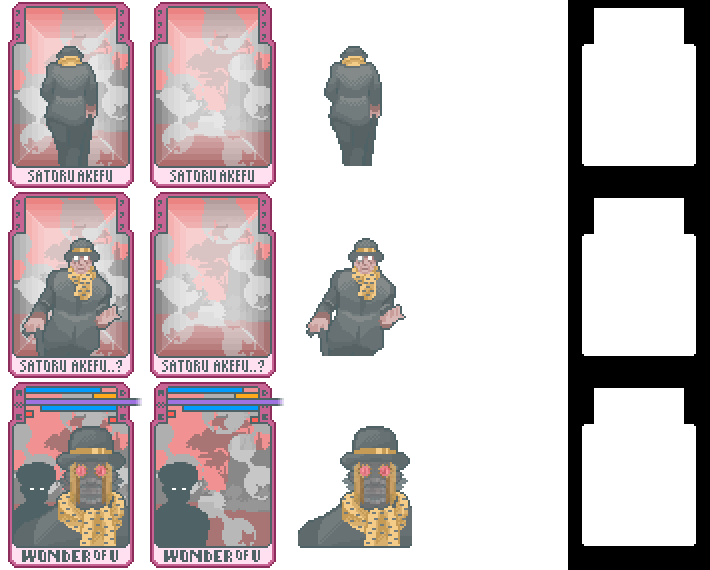 SATORU AKEFU SATORU AKEFU
SATORU AKEFU..? SATORU AKEFU..?
WONDER OF U WONDER OF U